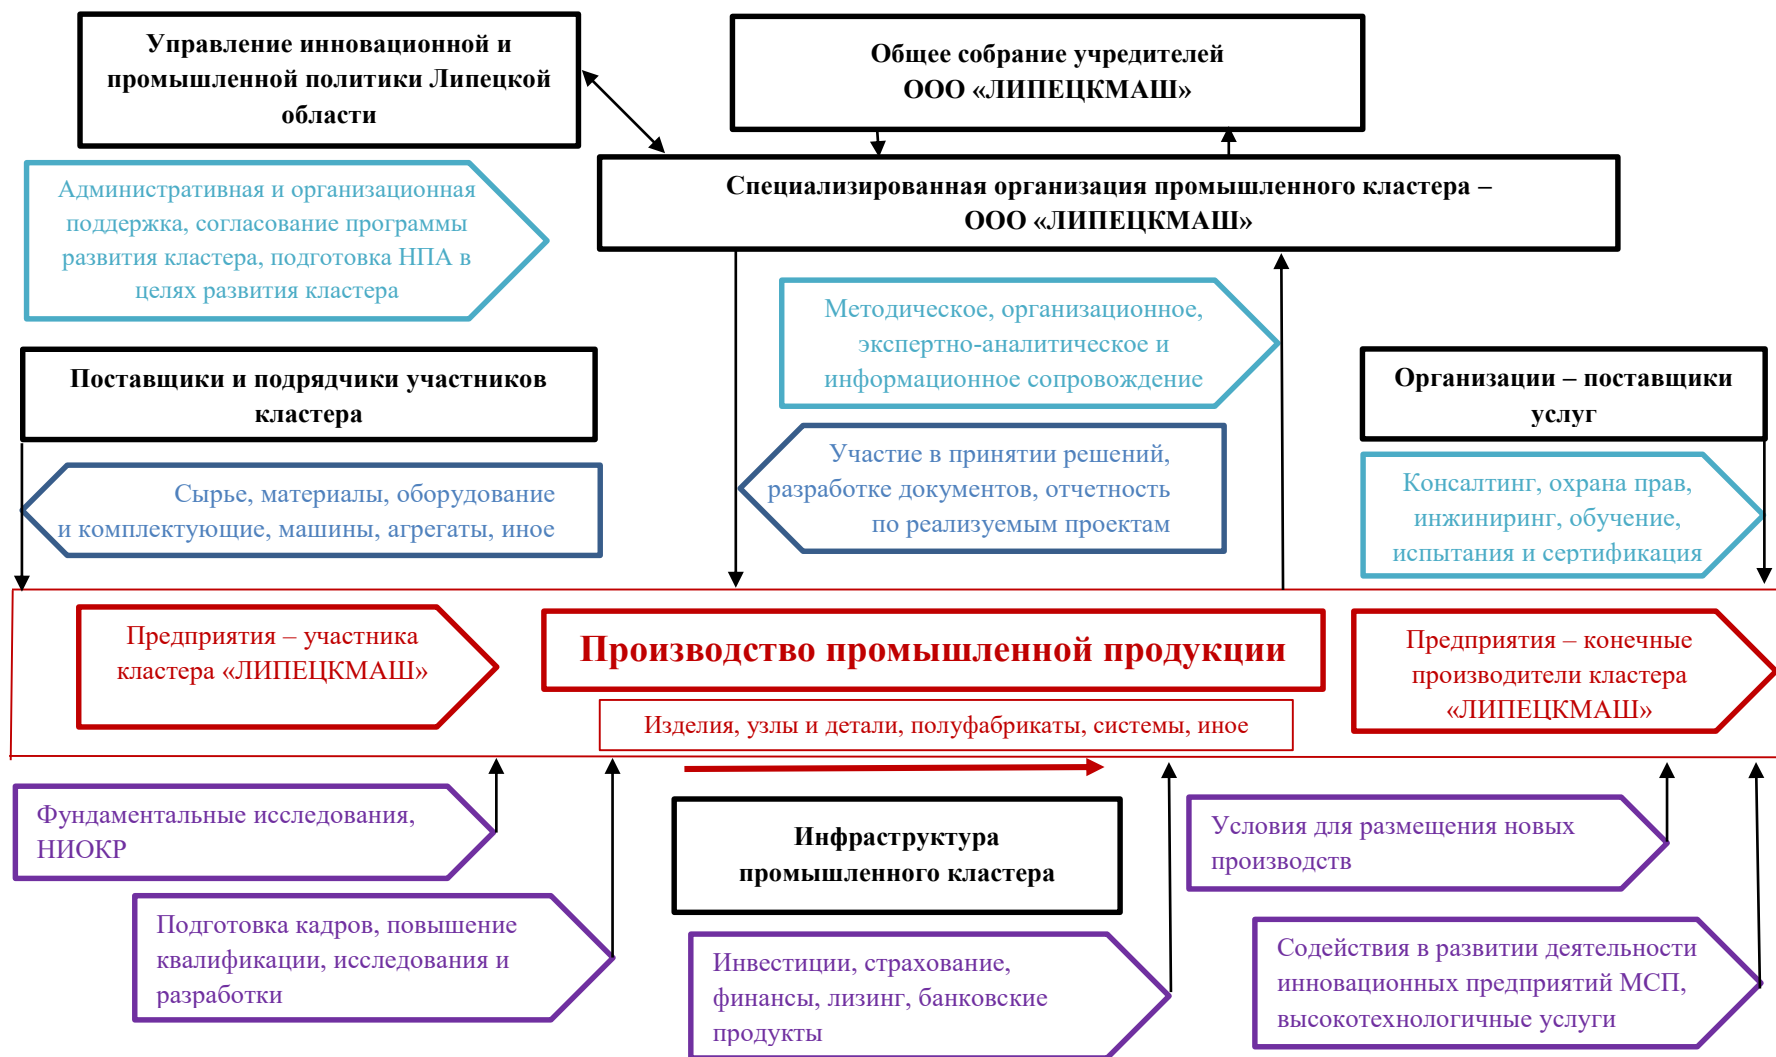 Управление инновационной и
промышленной политики Липецкой
области
Общее собрание учредителей
ООО «ЛИПЕЦКМАШ»
Административная и организационная
поддержка, согласование программы
развития кластера, подготовка НПА в
целях развития кластера
Специализированная организация промышленного кластера –
ООО «ЛИПЕЦКМАШ»
Методическое, организационное,
экспертно-аналитическое и
информационное сопровождение
Поставщики и подрядчики участников
кластера
Организации – поставщики
услуг
Сырье, материалы, оборудование
и комплектующие, машины, агрегаты, иное
Участие в принятии решений,
разработке документов, отчетность
по реализуемым проектам
Консалтинг, охрана прав,
инжиниринг, обучение,
испытания и сертификация
Предприятия – участника
кластера «ЛИПЕЦКМАШ»
Производство промышленной продукции
Изделия, узлы и детали, полуфабрикаты, системы, иное
Предприятия – конечные
производители кластера
«ЛИПЕЦКМАШ»
Фундаментальные исследования,
НИОКР
Подготовка кадров, повышение
квалификации, исследования и
разработки
Инфраструктура
промышленного кластера
Инвестиции, страхование,
финансы, лизинг, банковские
продукты
Условия для размещения новых
производств
Содействия в развитии деятельности
инновационных предприятий МСП,
высокотехнологичные услуги